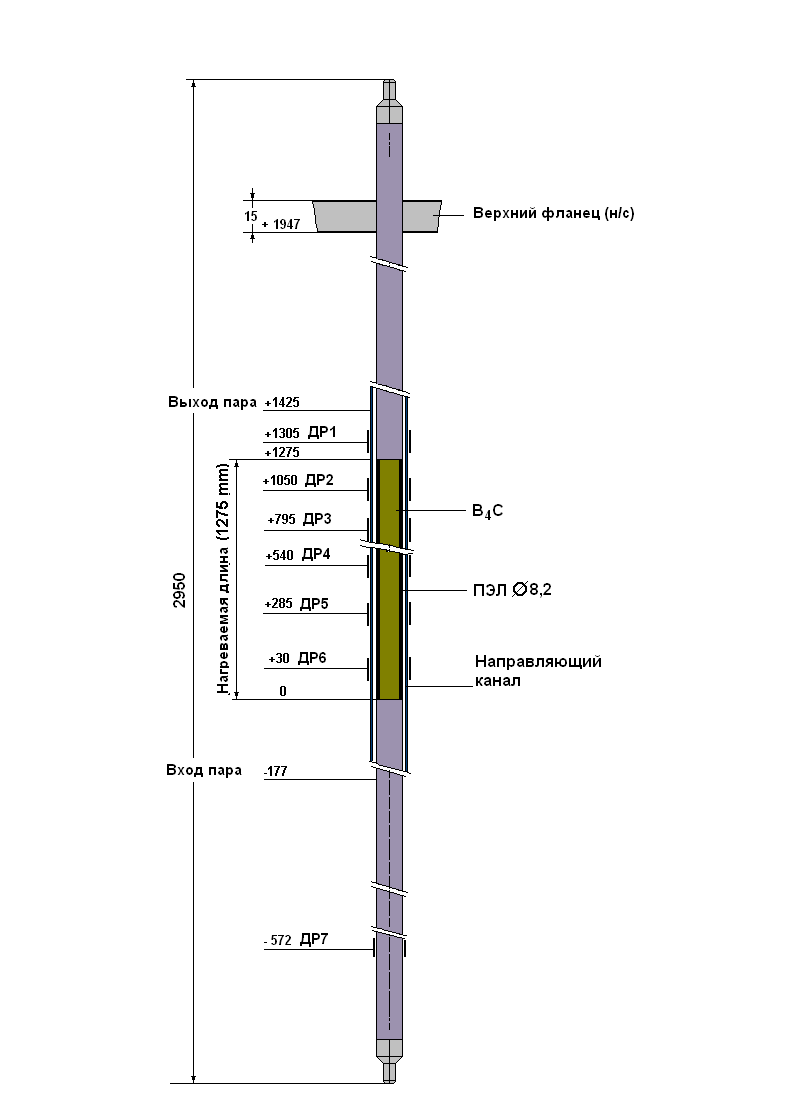 15
+ 1947
Верхний фланец (н/с)
Выход пара +1425
+1305 ДР1
+1275
+1050 ДР2
B4C
+795 ДР3
+540 ДР4
ПЭЛ ∅8,2
+285 ДР5
+30 ДР6
Направляющий
канал
0
Нагреваемая длина (1275 mm)
2950
Вход пара -177
- 572 ДР7